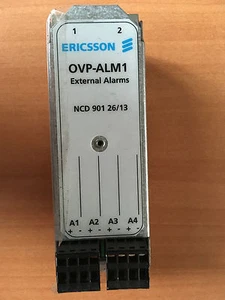 1 2
ERICSSON
OVP-ALM1
External Alarms
NCD 901 26/13
A1 A2 A3 A4
+ - + - + - + -